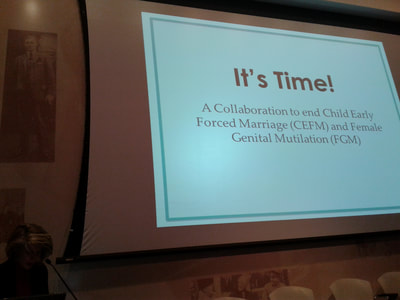 It's Time!
A Collaboration to end Child Early
Forced Marriage (CEFM) and Female
Genital Mutilation (FGM)